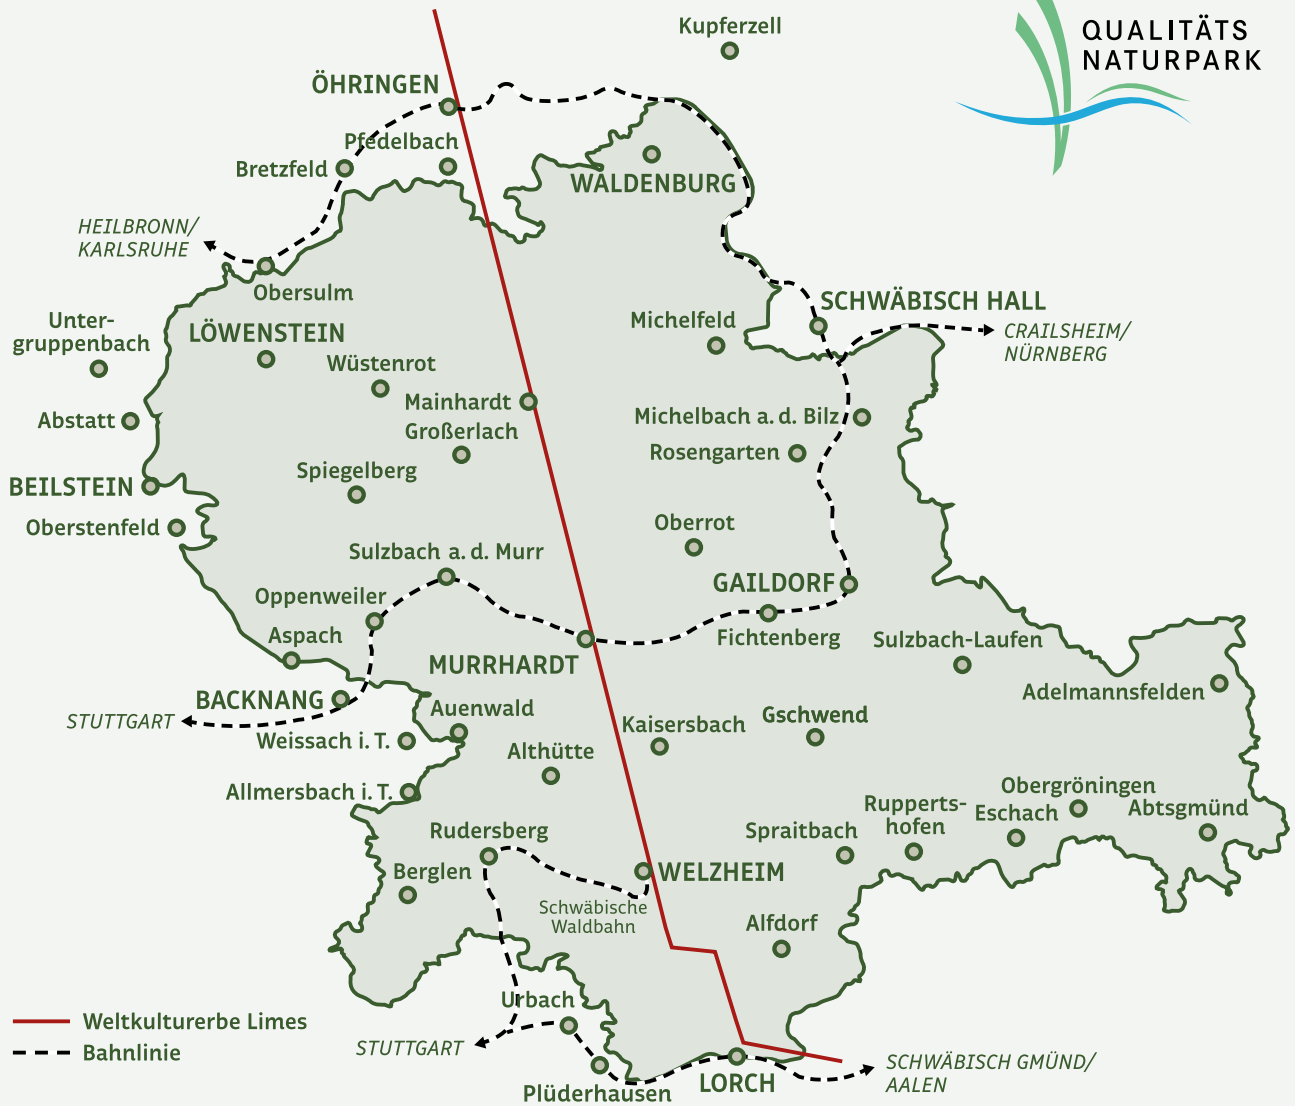 Kupferzell
QUALITÄTS
NATURPARK
ÖHRINGEN
Pfedelbach
Bretzfeld
WALDENBURG
HEILBRONN/
KARLSRUHE
Obersulm
SCHWÄBISCH HALL
Unter-
gruppenbach
LÖWENSTEIN
Michelfeld
CRAILSHEIM/
NÜRNBERG
Wüstenrot
Mainhardt
Abstatt
Michelbach a. d. Bilz
Großerlach
Rosengarten
Spiegelberg
BEILSTEIN
Oberstenfeld
Oberrot
Sulzbach a. d. Murr
GAILDORF
Oppenweiler
Aspach
Fichtenberg
Sulzbach-Laufen
MURRHARDT
Adelmannsfelden
BACKNANG
STUTTGART
Auenwald
Kaisersbach
Gschwend
Weissach i. T.
Althütte
Allmersbach i. T.
Obergröningen
Rupperts-
hofen
Eschach
Abtsgmünd
Rudersberg
Spraitbach
Berglen
WELZHEIM
Schwäbische
Waldbahn
Alfdorf
Urbach
Weltkulturerbe Limes
Bahnlinie
STUTTGART
SCHWÄBISCH GMÜND/
AALEN
LORCH
Plüderhausen